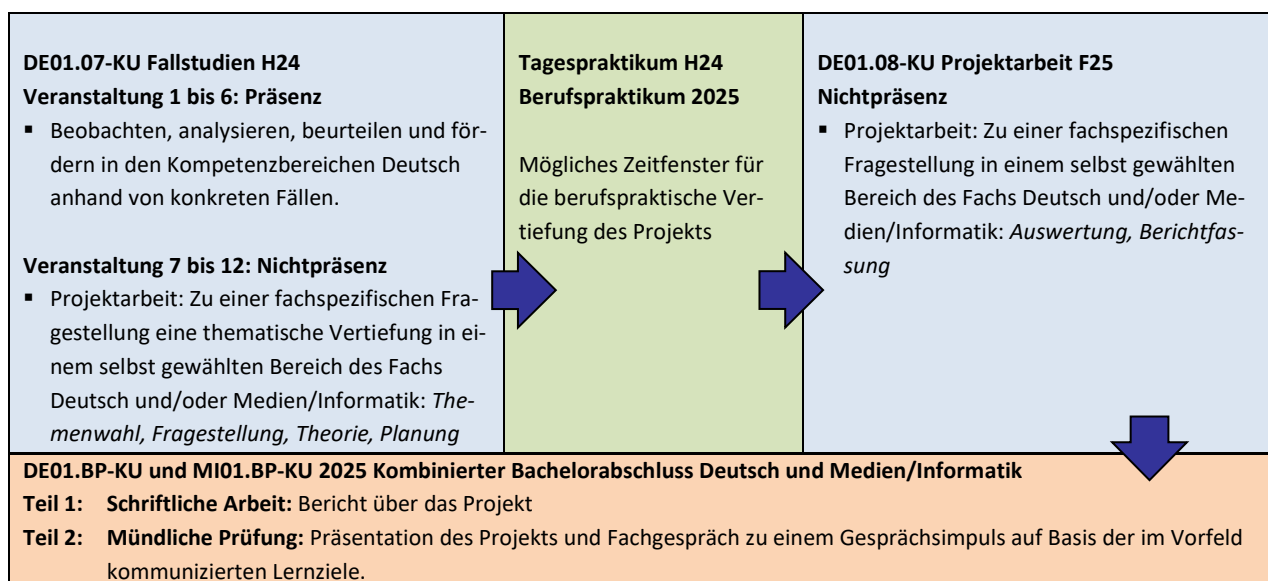 DE01.07-KU Fallstudien H24
Veranstaltung 1 bis 6: Präsenz
▪ Beobachten, analysieren, beurteilen und för-
dern in den Kompetenzbereichen Deutsch
anhand von konkreten Fällen.
Veranstaltung 7 bis 12: Nichtpräsenz
▪ Projektarbeit: Zu einer fachspezifischen Fra-
gestellung eine thematische Vertiefung in ei-
nem selbst gewählten Bereich des Fachs
Deutsch und/oder Medien/Informatik: The-
menwahl, Fragestellung, Theorie, Planung
Tagespraktikum H24
Berufspraktikum 2025
Mögliches Zeitfenster für
die berufspraktische Ver-
tiefung des Projekts
DE01.08-KU Projektarbeit F25
Nichtpräsenz
▪ Projektarbeit: Zu einer fachspezifischen
Fragestellung in einem selbst gewählten
Bereich des Fachs Deutsch und/oder Me-
dien/Informatik: Auswertung, Berichtfas-
sung
DE01.BP-KU und MI01.BP-KU 2025 Kombinierter Bachelorabschluss Deutsch und Medien/Informatik
Teil 1: Schriftliche Arbeit: Bericht über das Projekt
Teil 2: Mündliche Prüfung: Präsentation des Projekts und Fachgespräch zu einem Gesprächsimpuls auf Basis der im Vorfeld
kommunizierten Lernziele.